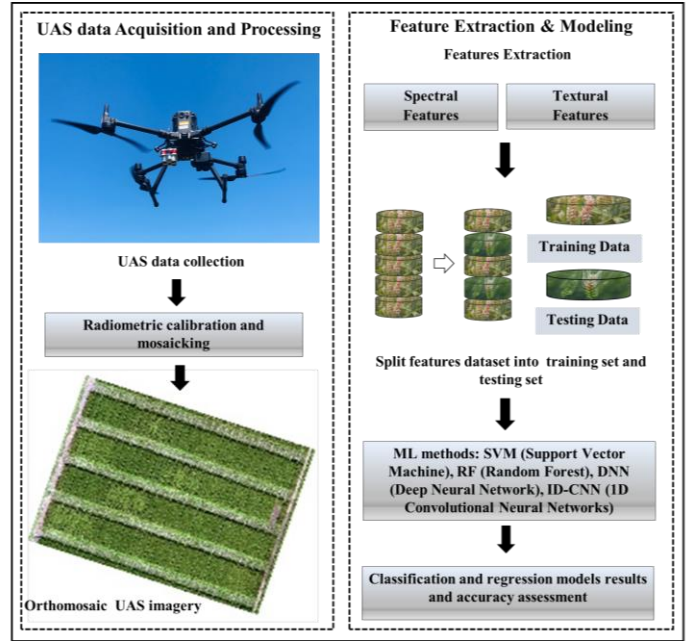 UAS data Acquisition and Processing
UAS data collection
Radiometric calibration and
mosaicking
Orthomosaic UAS imagery
Feature Extraction & Modeling
Features Extraction
Spectral
Features
Textural
Features
Training Data
Testing Data
Split features dataset into training set and
testing set
ML methods: SVM (Support Vector
Machine), RF (Random Forest), DNN
(Deep Neural Network), ID-CNN (1D
Convolutional Neural Networks)
Classification and regression models results
and accuracy assessment